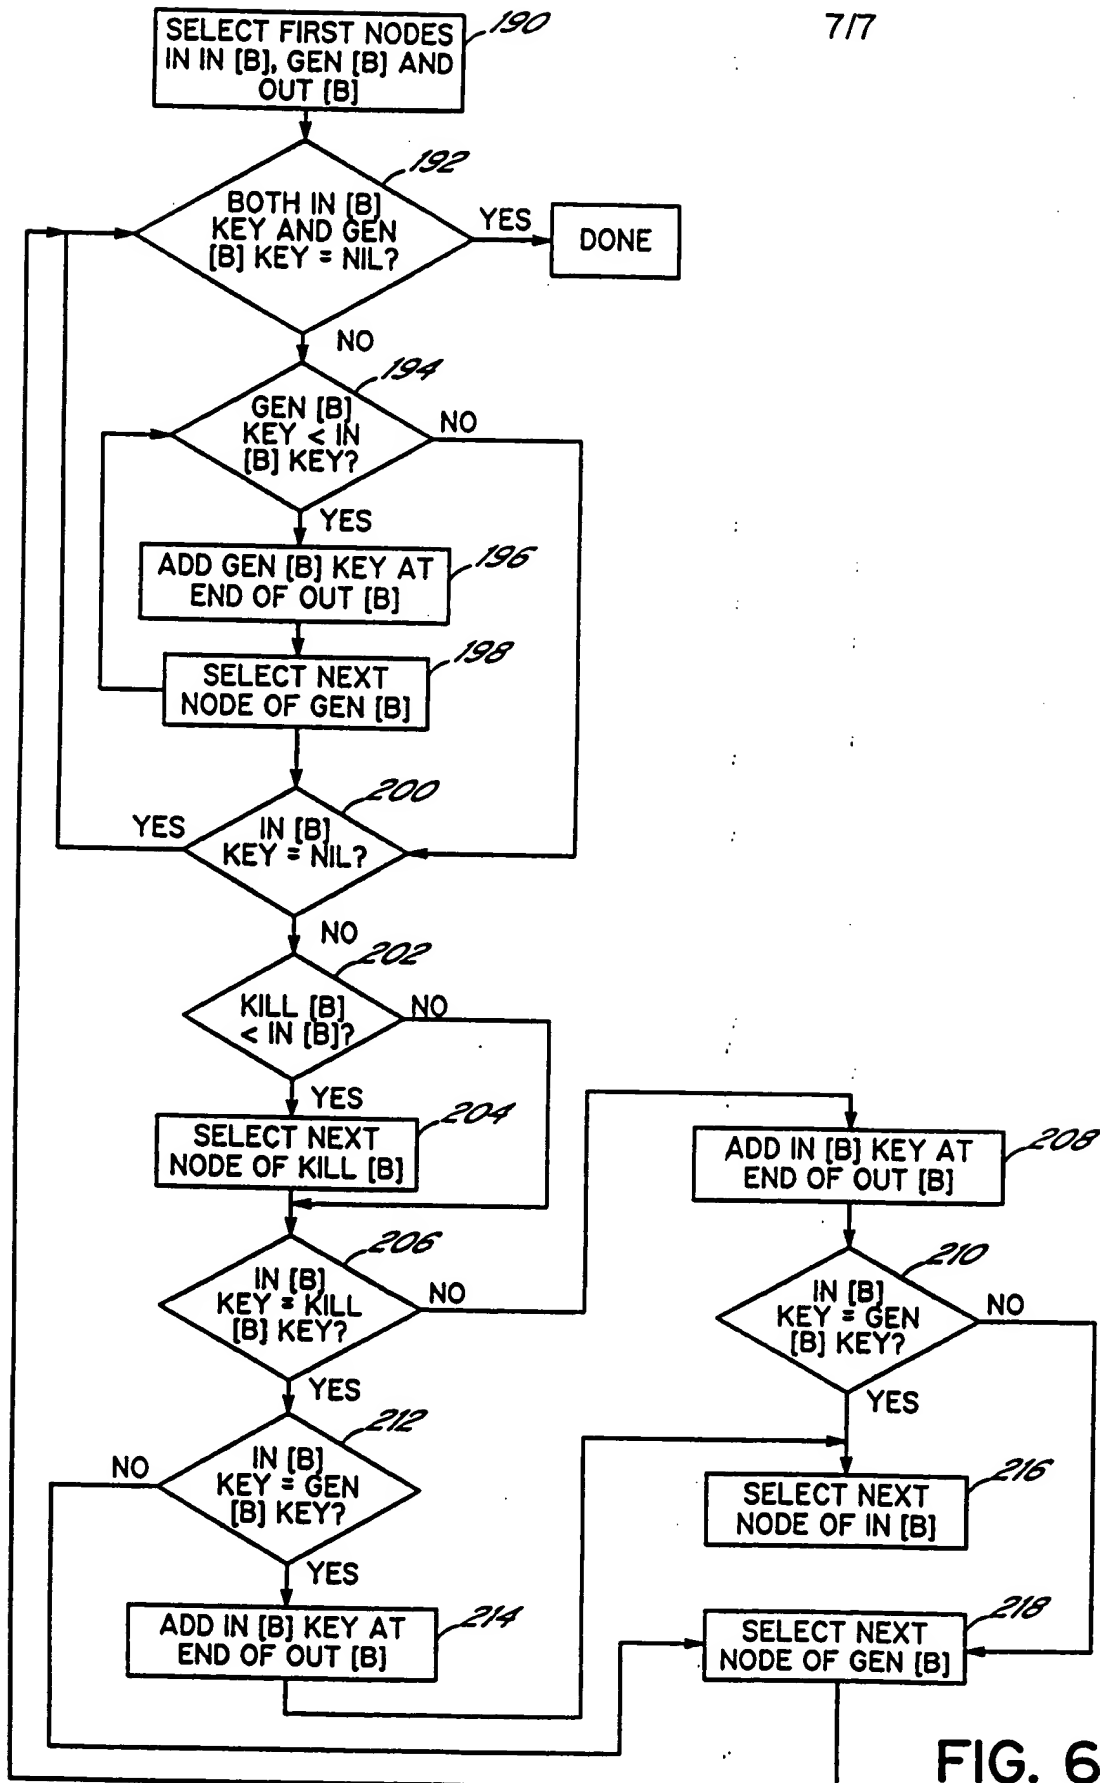 7/7
SELECT FIRST NODES
IN IN [B], GEN [B] AND
OUT [B]
190
BOTH IN [B]
KEY AND GEN
[B] KEY = NIL?
192
YES
DONE
NO
GEN [B]
KEY < IN
[B] KEY?
194
NO
YES
ADD GEN [B] KEY AT
END OF OUT [B]
196
SELECT NEXT
NODE OF GEN [B]
198
IN [B]
KEY = NIL?
200
YES
NO
KILL [B]
< IN [B]?
202
NO
YES
SELECT NEXT
NODE OF KILL [B]
204
IN [B]
KEY = KILL
[B] KEY?
206
NO
YES
ADD IN [B] KEY AT
END OF OUT [B]
208
IN [B]
KEY = GEN
[B] KEY?
210
NO
YES
IN [B]
KEY = GEN
[B] KEY?
212
NO
YES
SELECT NEXT
NODE OF IN [B]
216
ADD IN [B] KEY AT
END OF OUT [B]
214
SELECT NEXT
NODE OF GEN [B]
218
FIG. 6